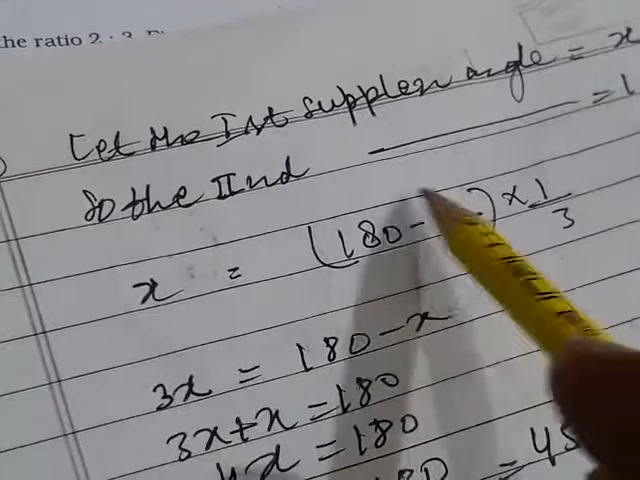 the ratio 2 : 3
Let the Ist supplem angle = x
So the IInd = 1
x = (180 - ) × 1/3
3x = 180 - x
3x + x = 180
4x = 180
= 45